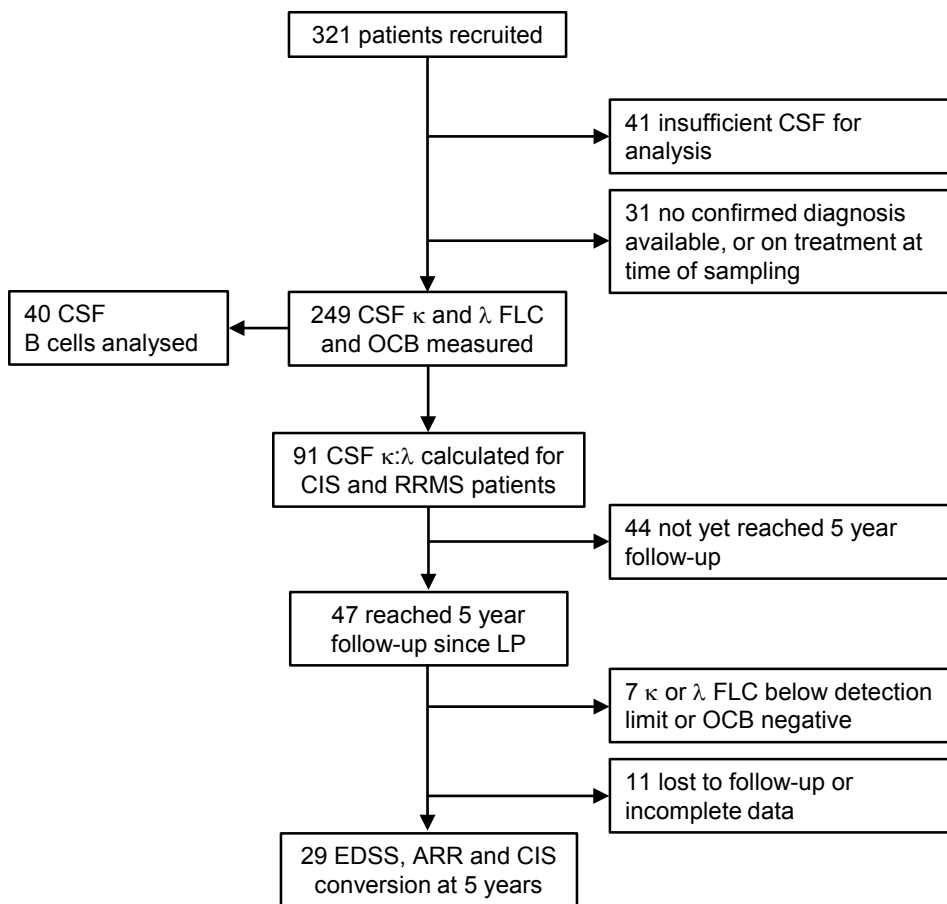 321 patients recruited
41 insufficient CSF for
analysis
31 no confirmed diagnosis
available, or on treatment at
time of sampling
40 CSF
B cells analysed
249 CSF κ and λ FLC
and OCB measured
91 CSF κ:λ calculated for
CIS and RRMS patients
44 not yet reached 5 year
follow-up
47 reached 5 year
follow-up since LP
7 κ or λ FLC below detection
limit or OCB negative
11 lost to follow-up or
incomplete data
29 EDSS, ARR and CIS
conversion at 5 years